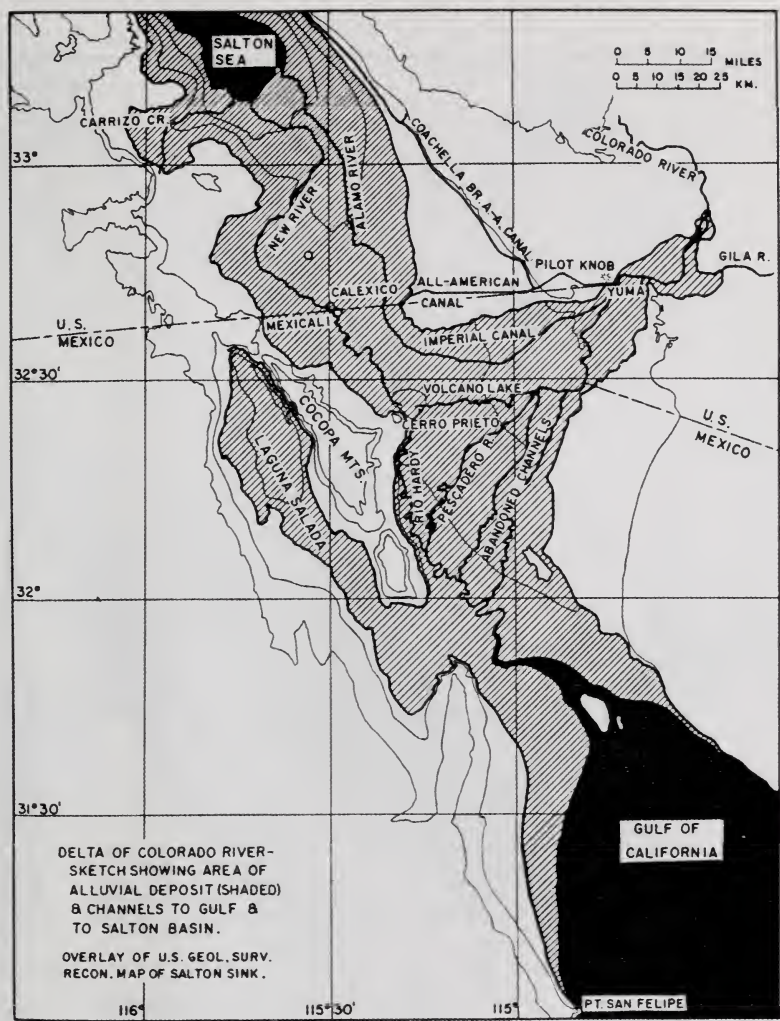 SALTON
SEA
0 5 10 15
MILES
0 5 10 15 20 25
KM.
CARRIZO CR.
COACHELLA BR. A.-A. CANAL
COLORADO RIVER
33°
NEW RIVER
ALAMO RIVER
PILOT KNOB
GILA R.
ALL-AMERICAN
CANAL
CALEXICO
YUMA
U.S.
MEXICO
MEXICALI
IMPERIAL CANAL
32°30'
VOLCANO LAKE
U.S.
MEXICO
CERRO PRIETO
COCOPA MTS.
LAGUNA SALADA
RIO HARDY
PESCADERO R.
ABANDONED CHANNELS
32°
31°30'
GULF OF
CALIFORNIA
DELTA OF COLORADO RIVER-
SKETCH SHOWING AREA OF
ALLUVIAL DEPOSIT (SHADED)
& CHANNELS TO GULF &
TO SALTON BASIN.
OVERLAY OF U.S. GEOL. SURV.
RECON. MAP OF SALTON SINK.
116°
115°30'
115°
PT. SAN FELIPE